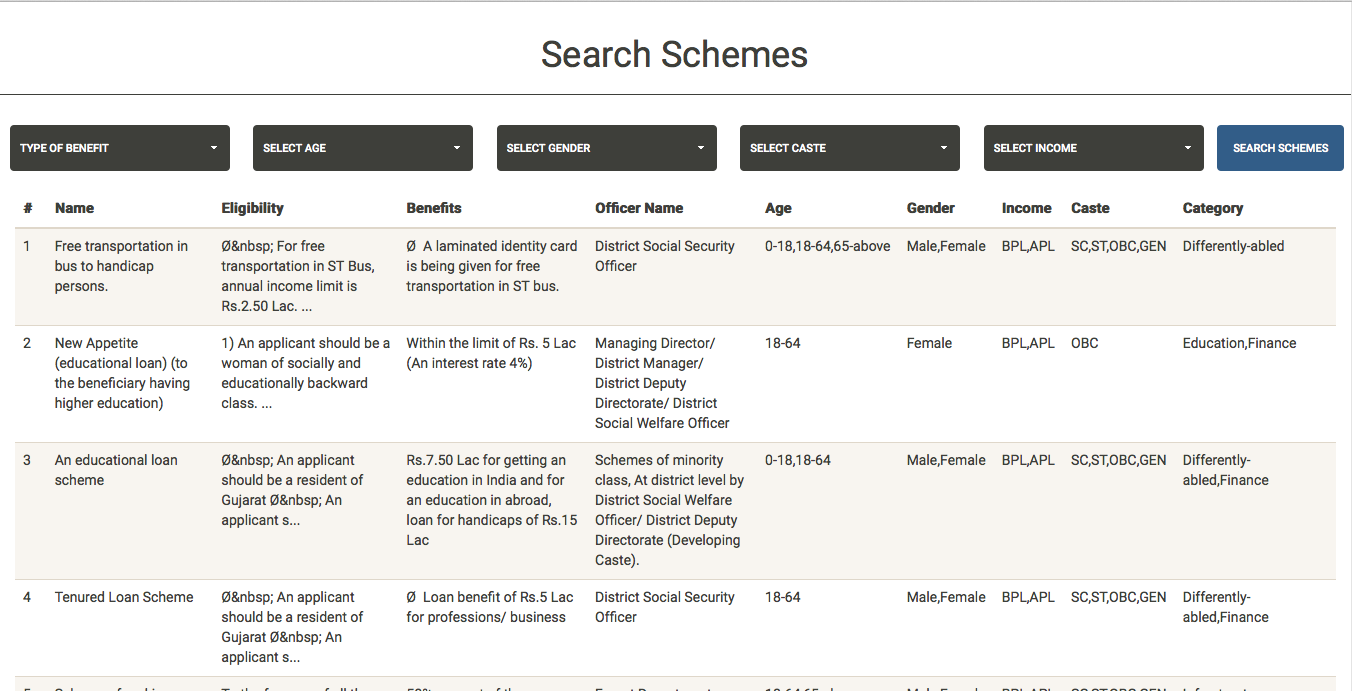 Search Schemes
TYPE OF BENEFIT
SELECT AGE
SELECT GENDER
SELECT CASTE
SELECT INCOME
SEARCH SCHEMES
# Name Eligibility Benefits Officer Name Age Gender Income Caste Category
1
Free transportation in
bus to handicap
persons.
Ø&nbsp; For free
transportation in ST Bus,
annual income limit is
Rs.2.50 Lac. ...
Ø A laminated identity card
is being given for free
transportation in ST bus.
District Social Security
Officer
0-18,18-64,65-above
Male,Female
BPL,APL
SC,ST,OBC,GEN
Differently-abled
2
New Appetite
(educational loan) (to
the beneficiary having
higher education)
1) An applicant should be a
woman of socially and
educationally backward
class. ...
Within the limit of Rs. 5 Lac
(An interest rate 4%)
Managing Director/
District Manager/
District Deputy
Directorate/ District
Social Welfare Officer
18-64
Female
BPL,APL
OBC
Education,Finance
3
An educational loan
scheme
Ø&nbsp; An applicant
should be a resident of
Gujarat Ø&nbsp; An
applicant s...
Rs.7.50 Lac for getting an
education in India and for
an education in abroad,
loan for handicaps of Rs.15
Lac
Schemes of minority
class, At district level by
District Social Welfare
Officer/ District Deputy
Directorate (Developing
Caste).
0-18,18-64
Male,Female
BPL,APL
SC,ST,OBC,GEN
Differently-
abled,Finance
4
Tenured Loan Scheme
Ø&nbsp; An applicant
should be a resident of
Gujarat Ø&nbsp; An
applicant s...
Ø Loan benefit of Rs.5 Lac
for professions/ business
District Social Security
Officer
18-64
Male,Female
BPL,APL
SC,ST,OBC,GEN
Differently-
abled,Finance